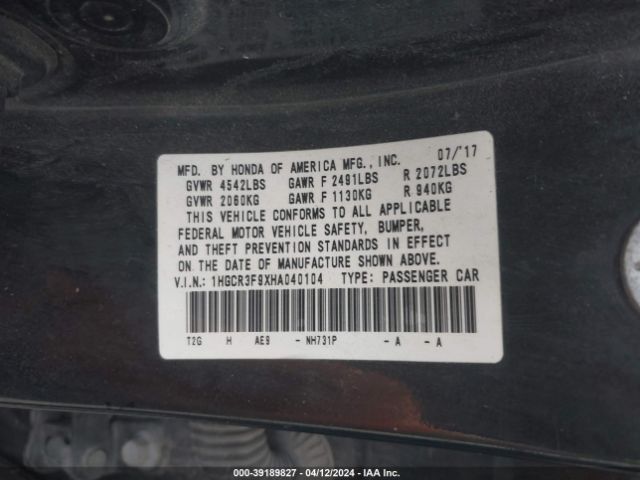 MFD. BY HONDA OF AMERICA MFG., INC. 07/'17
GVWR 4542LBS GAWR F 2491LBS R 2072LBS
GVWR 2060KG GAWR F 1130KG R 940KG
THIS VEHICLE CONFORMS TO ALL APPLICABLE
FEDERAL MOTOR VEHICLE SAFETY, BUMPER,
AND THEFT PREVENTION STANDARDS IN EFFECT
ON THE DATE OF MANUFACTURE SHOWN ABOVE.
V.I.N.: 1HGCR3F9XHA040104 TYPE: PASSENGER CAR
T2G H AE9 - NH731P - A - A
000-39189827 - 04/12/2024 - IAA Inc.